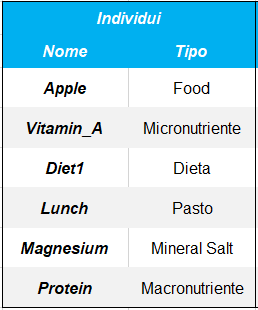 Individui
Nome Tipo
Apple Food
Vitamin_A Micronutriente
Diet1 Dieta
Lunch Pasto
Magnesium Mineral Salt
Protein Macronutriente